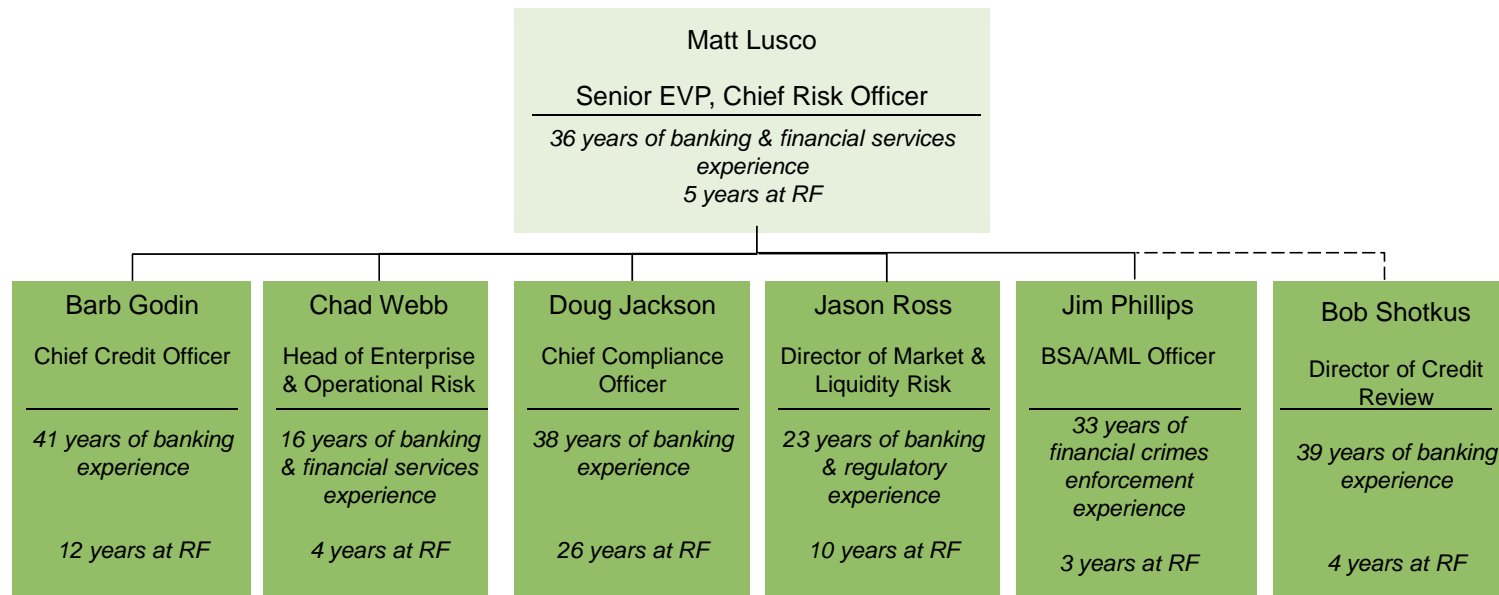 Matt Lusco
Senior EVP, Chief Risk Officer
36 years of banking & financial services
experience
5 years at RF
Barb Godin
Chief Credit Officer
41 years of banking
experience
12 years at RF
Chad Webb
Head of Enterprise
& Operational Risk
16 years of banking
& financial services
experience
4 years at RF
Doug Jackson
Chief Compliance
Officer
38 years of banking
experience
26 years at RF
Jason Ross
Director of Market &
Liquidity Risk
23 years of banking
& regulatory
experience
10 years at RF
Jim Phillips
BSA/AML Officer
33 years of
financial crimes
enforcement
experience
3 years at RF
Bob Shotkus
Director of Credit
Review
39 years of banking
experience
4 years at RF